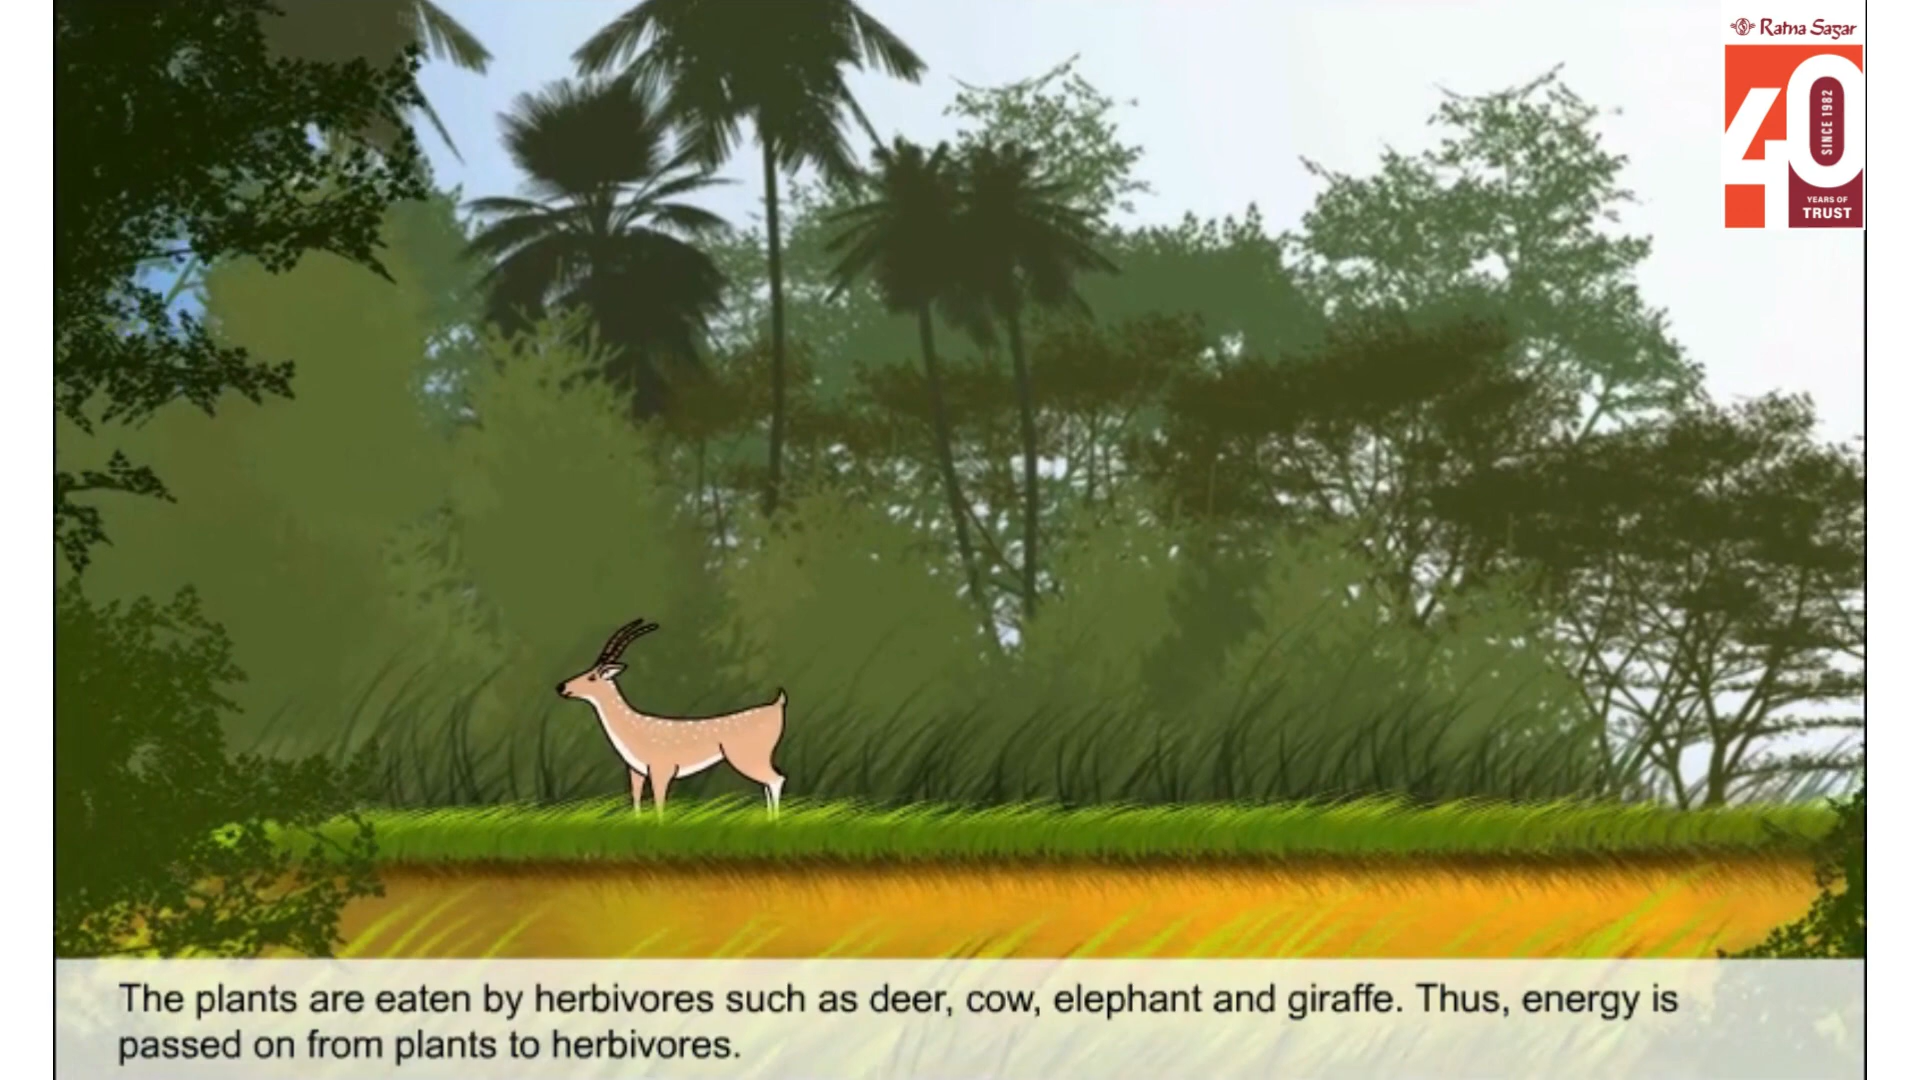 Ratna Sagar
40
SINCE 1982
YEARS OF
TRUST
The plants are eaten by herbivores such as deer, cow, elephant and giraffe. Thus, energy is
passed on from plants to herbivores.